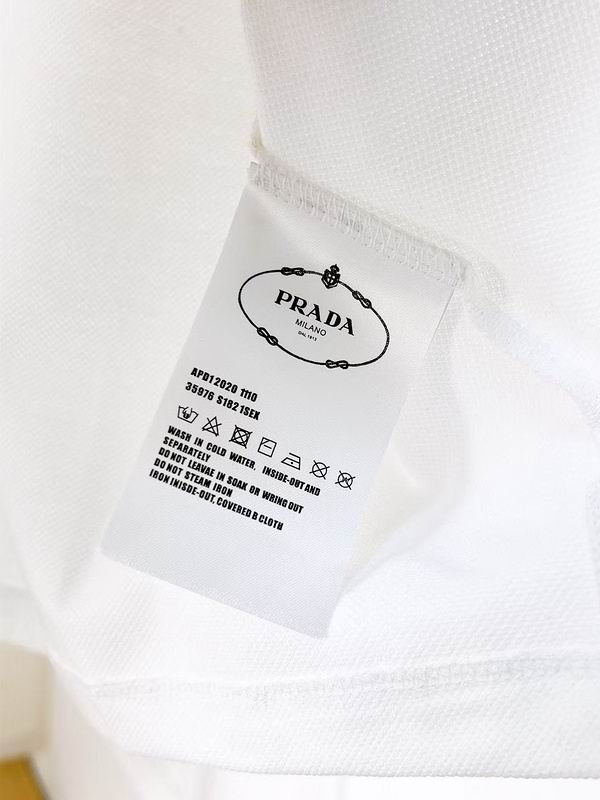 PRADA
MILANO
DAL 1913
APD12020 1110
35976 S1821SEX
WASH IN COLD WATER, INSIDE-OUT AND
SEPARATELY
DO NOT LEAVAE IN SOAK OR WRING OUT
DO NOT STEAM IRON
IRON INISDE-OUT, COVERED B CLOTH